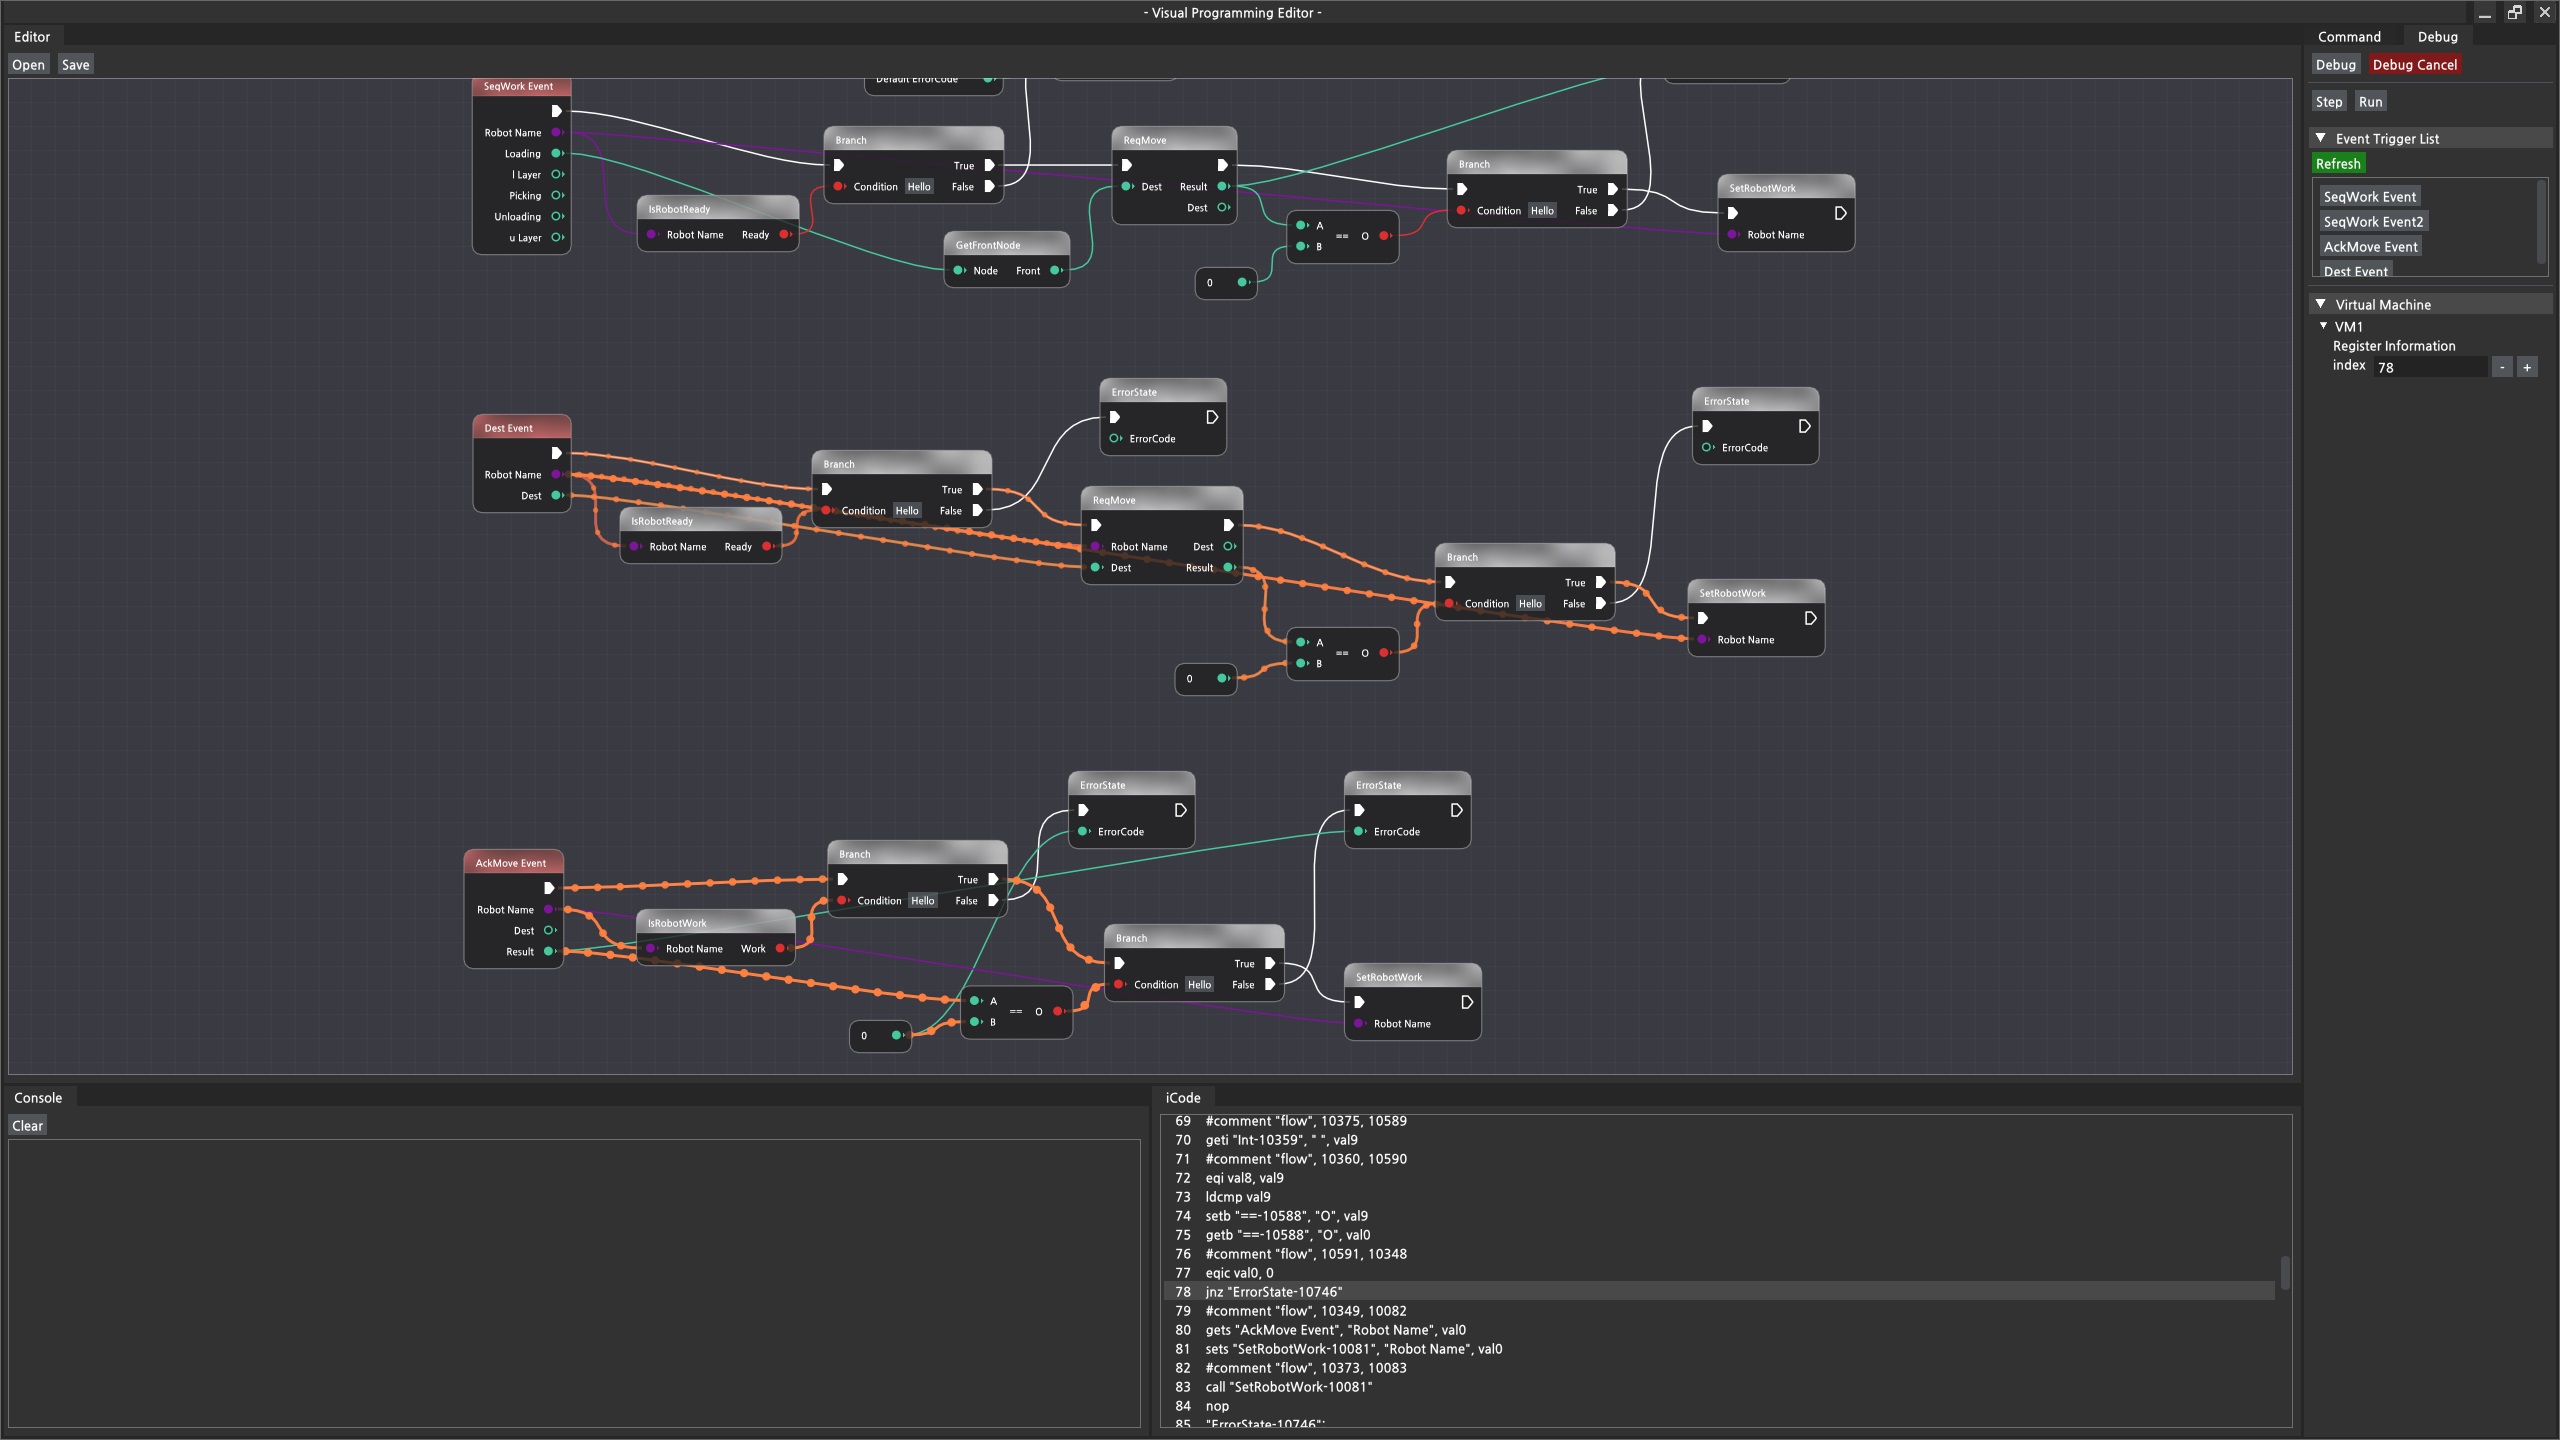 - Visual Programming Editor -
Editor
Open Save
SeqWork Event
Robot Name
Loading
l Layer
Picking
Unloading
u Layer
Default ErrorCode
Branch
True
Condition Hello False
IsRobotReady
Robot Name Ready
GetFrontNode
Node Front
ReqMove
Dest Result
Dest
0
A
== O
B
Branch
True
Condition Hello False
SetRobotWork
Robot Name
Dest Event
Robot Name
Dest
IsRobotReady
Robot Name Ready
Branch
True
Condition Hello False
ErrorState
ErrorCode
ReqMove
Robot Name Dest
Dest Result
0
A
== O
B
Branch
True
Condition Hello False
ErrorState
ErrorCode
SetRobotWork
Robot Name
AckMove Event
Robot Name
Dest
Result
IsRobotWork
Robot Name Work
Branch
True
Condition Hello False
ErrorState
ErrorCode
0
A
== O
B
Branch
True
Condition Hello False
ErrorState
ErrorCode
SetRobotWork
Robot Name
Command Debug
Debug Debug Cancel
Step Run
Event Trigger List
Refresh
SeqWork Event
SeqWork Event2
AckMove Event
Dest Event
Virtual Machine
VM1
Register Information
index 78 - +
Console
Clear
iCode
69 #comment "flow", 10375, 10589
70 geti "Int-10359", " ", val9
71 #comment "flow", 10360, 10590
72 eqi val8, val9
73 ldcmp val9
74 setb "==-10588", "O", val9
75 getb "==-10588", "O", val0
76 #comment "flow", 10591, 10348
77 eqic val0, 0
78 jnz "ErrorState-10746"
79 #comment "flow", 10349, 10082
80 gets "AckMove Event", "Robot Name", val0
81 sets "SetRobotWork-10081", "Robot Name", val0
82 #comment "flow", 10373, 10083
83 call "SetRobotWork-10081"
84 nop
85 "ErrorState-10746":